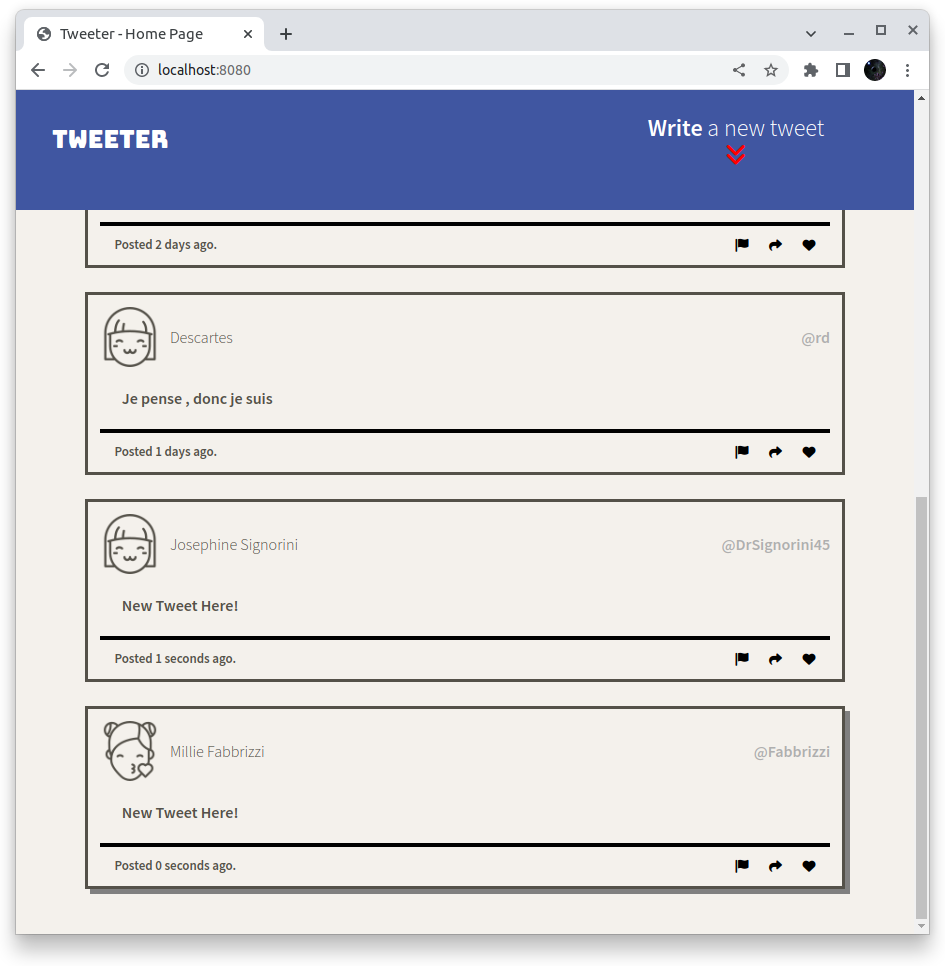 Tweeter - Home Page
localhost:8080
TWEETER
Write a new tweet
Posted 2 days ago.
Descartes
@rd
Je pense , donc je suis
Posted 1 days ago.
Josephine Signorini
@DrSignorini45
New Tweet Here!
Posted 1 seconds ago.
Millie Fabbrizzi
@Fabbrizzi
New Tweet Here!
Posted 0 seconds ago.